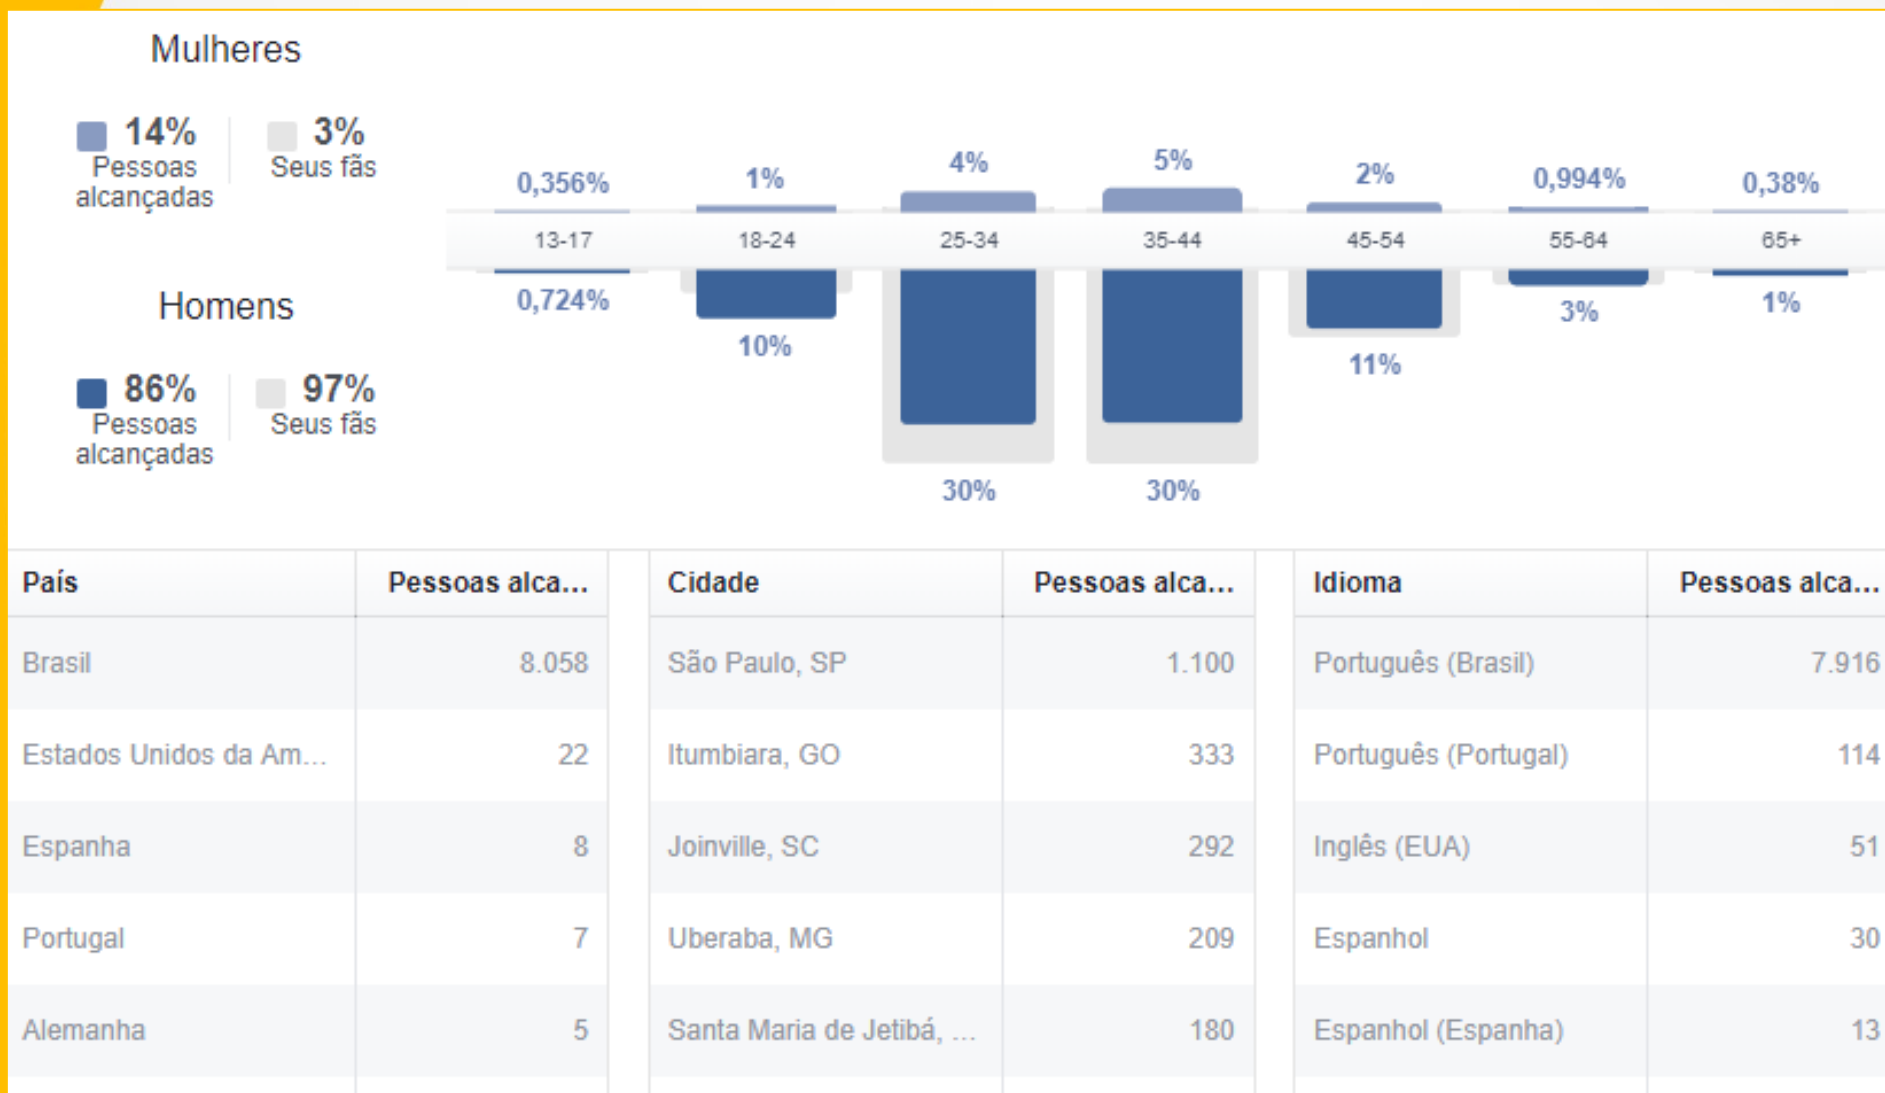 Mulheres
14% 3%
Pessoas alcançadas Seus fãs
0,356% 1% 4% 5% 2% 0,994% 0,38%
13-17 18-24 25-34 35-44 45-54 55-64 65+
0,724% 10% 30% 30% 11% 3% 1%
Homens
86% 97%
Pessoas alcançadas Seus fãs
País Pessoas alca... Cidade Pessoas alca... Idioma Pessoas alca...
Brasil 8.058 São Paulo, SP 1.100 Português (Brasil) 7.916
Estados Unidos da Am... 22 Itumbiara, GO 333 Português (Portugal) 114
Espanha 8 Joinville, SC 292 Inglês (EUA) 51
Portugal 7 Uberaba, MG 209 Espanhol 30
Alemanha 5 Santa Maria de Jetibá, ... 180 Espanhol (Espanha) 13